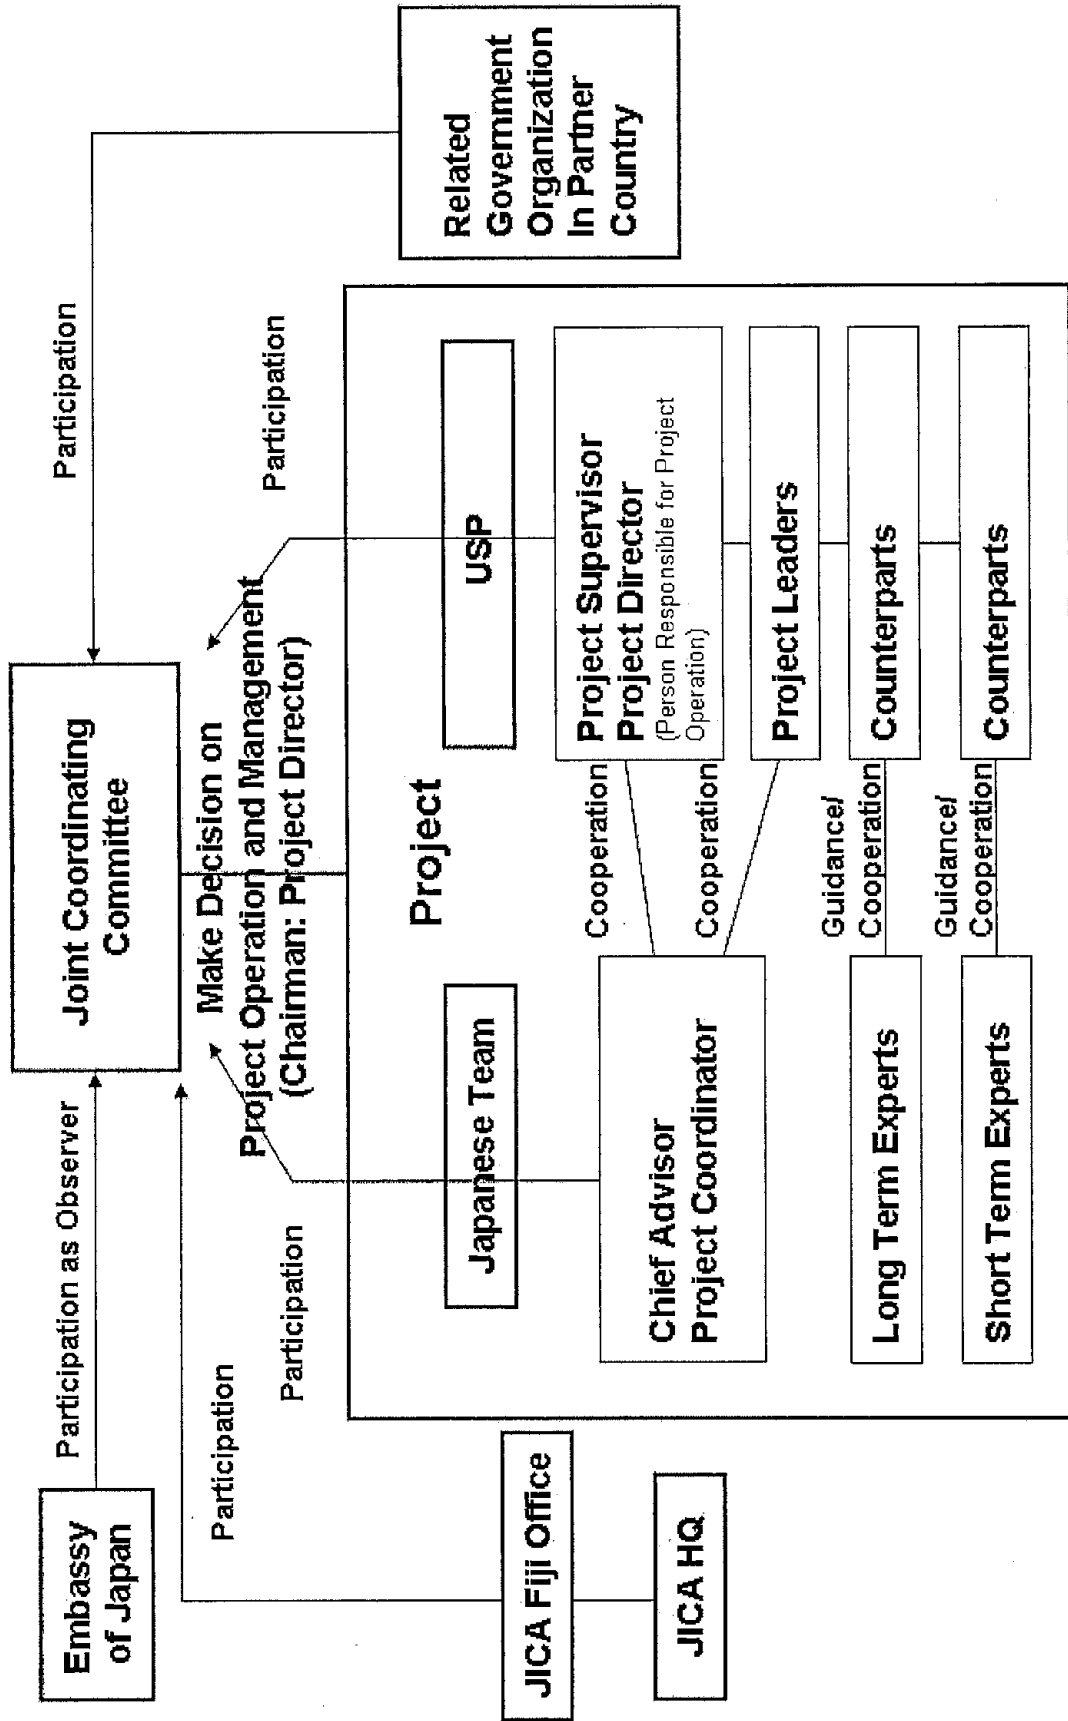 Embassy
of Japan
Participation as Observer
Joint Coordinating
Committee
Participation
Participation
Make Decision on
Project Operation and Management
(Chairman: Project Director)
Participation
Participation
Related
Government
Organization
In Partner
Country
JICA Fiji Office
JICA HQ
Project
Japanese Team
USP
Chief Advisor
Project Coordinator
Cooperation
Cooperation
Project Supervisor
Project Director
(Person Responsible for Project
Operation)
Project Leaders
Long Term Experts
Guidance/
Cooperation
Counterparts
Short Term Experts
Guidance/
Cooperation
Counterparts